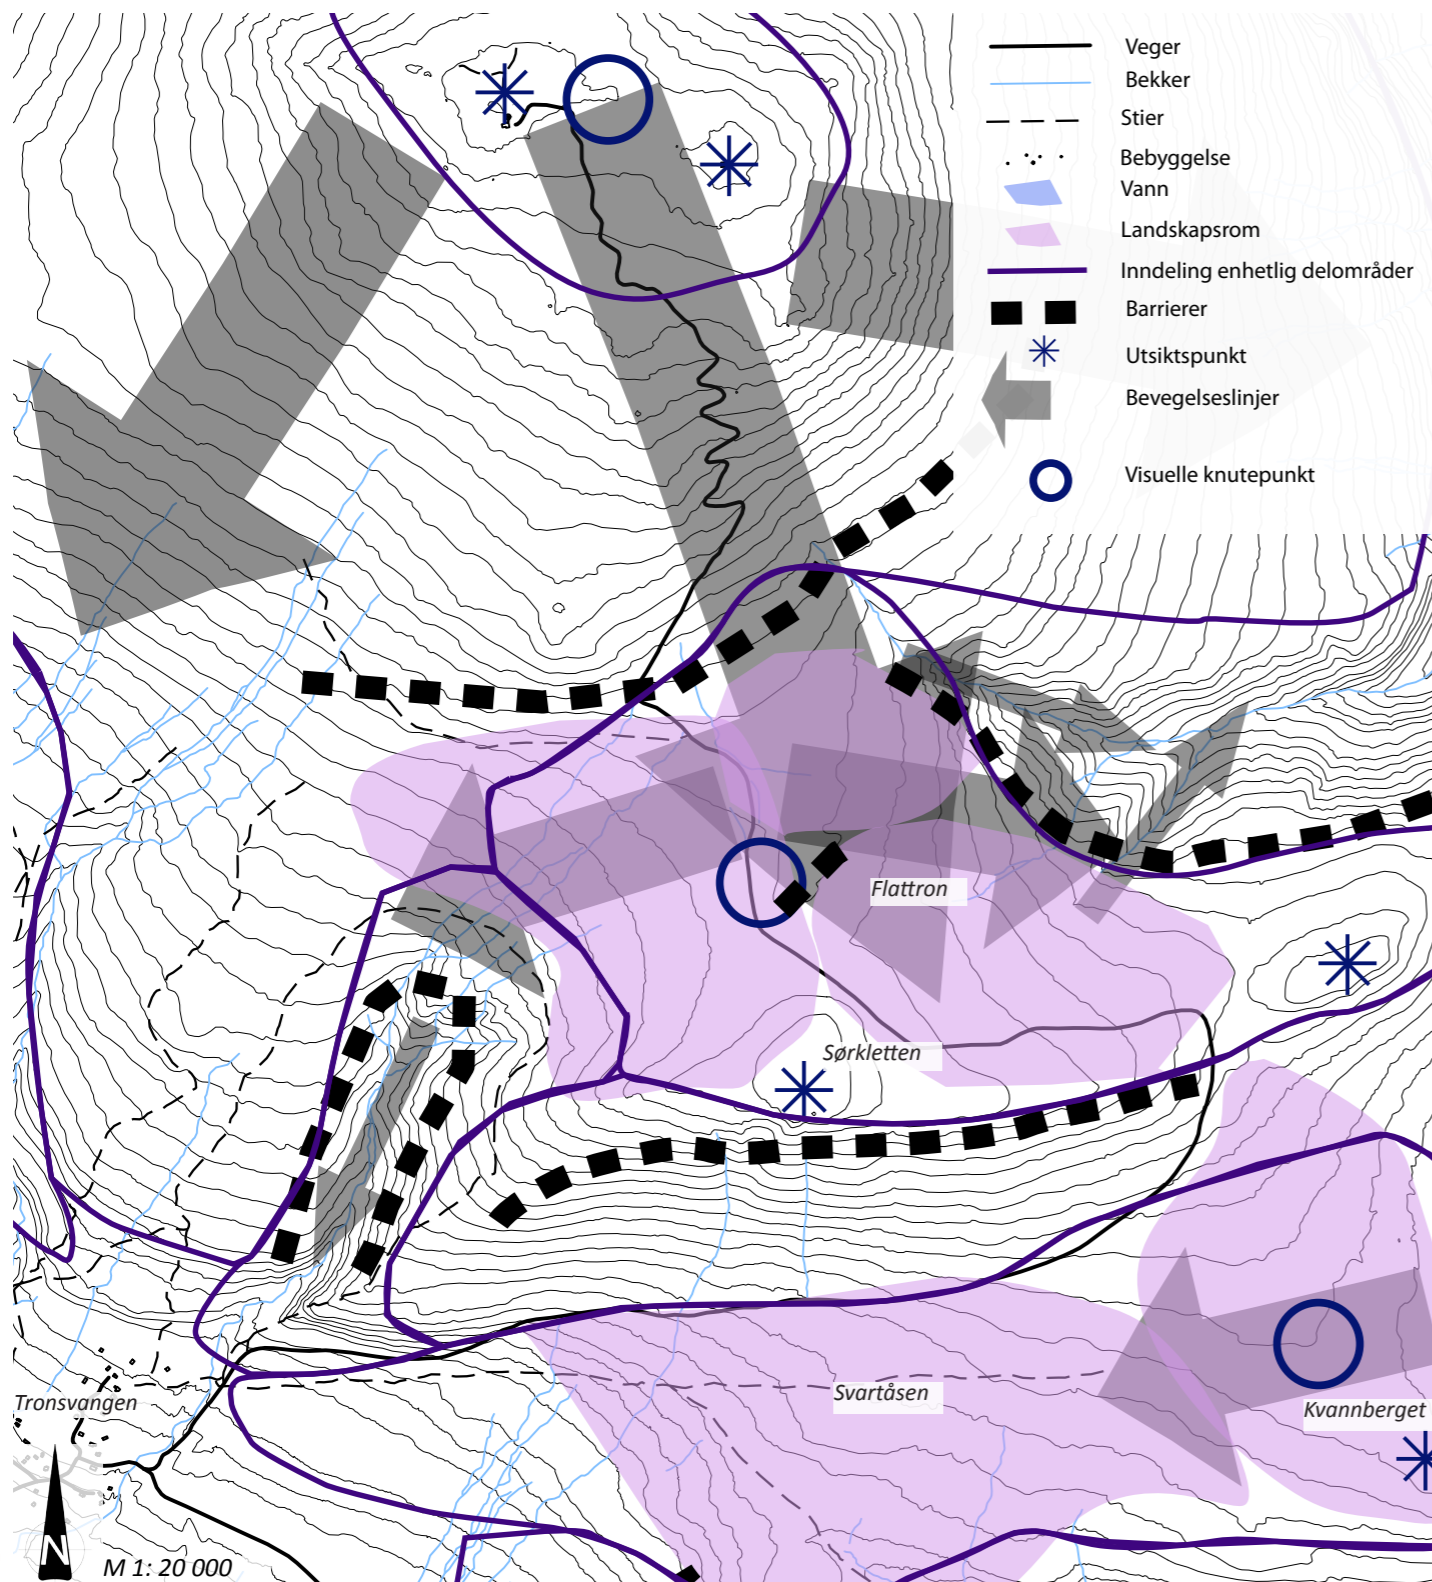 Veger
Bekker
Stier
Bebyggelse
Vann
Landskapsrom
Inndeling enhetlig delområder
Barrierer
Utsiktspunkt
Bevegelseslinjer
Visuelle knutepunkt
Flattron
Sørkletten
Svartåsen
Tronsvangen
Kvannberget
N
M 1: 20 000